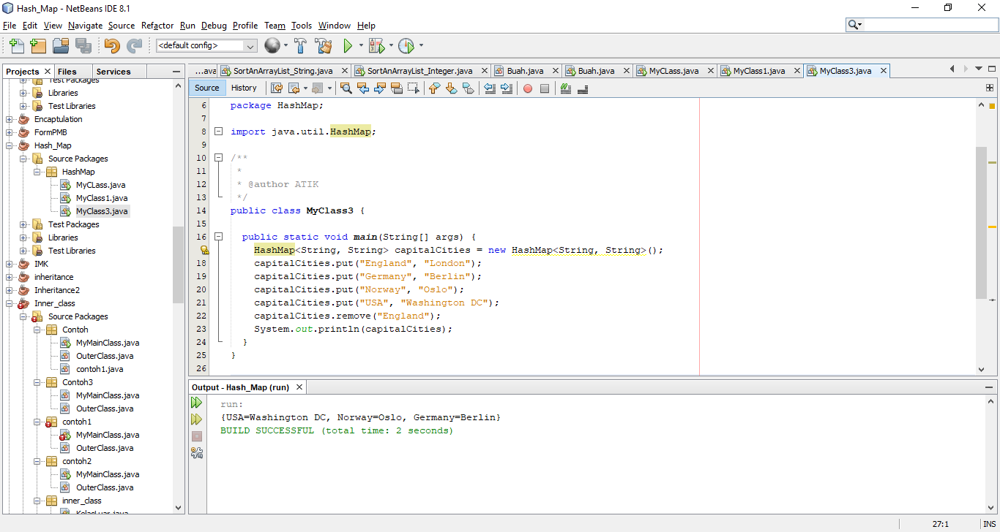 Hash_Map - NetBeans IDE 8.1
File Edit View Navigate Source Refactor Run Debug Profile Team Tools Window Help
<default config>
Projects Files Services
Test Packages
Libraries
Test Libraries
Encaptulation
FormPMB
Hash_Map
Source Packages
HashMap
MyCLass.java
MyClass1.java
MyClass3.java
Test Packages
Libraries
Test Libraries
IMK
inheritance
Inheritance2
Inner_class
Source Packages
Contoh
MyMainClass.java
OuterClass.java
contoh1.java
Contoh3
MyMainClass.java
OuterClass.java
contoh1
MyMainClass.java
OuterClass.java
contoh2
MyMainClass.java
OuterClass.java
inner_class
KelasLuar.java
...ava SortAnArrayList_String.java SortAnArrayList_Integer.java Buah.java Buah.java MyCLass.java MyClass1.java MyClass3.java
Source History
6 package HashMap;
7
8 import java.util.HashMap;
9
10 /**
11 *
12 * @author ATIK
13 */
14 public class MyClass3 {
15
16 public static void main(String[] args) {
HashMap<String, String> capitalCities = new HashMap<String, String>();
18 capitalCities.put("England", "London");
19 capitalCities.put("Germany", "Berlin");
20 capitalCities.put("Norway", "Oslo");
21 capitalCities.put("USA", "Washington DC");
22 capitalCities.remove("England");
23 System.out.println(capitalCities);
24 }
25 }
26
Output - Hash_Map (run)
run:
{USA=Washington DC, Norway=Oslo, Germany=Berlin}
BUILD SUCCESSFUL (total time: 2 seconds)
27:1 INS